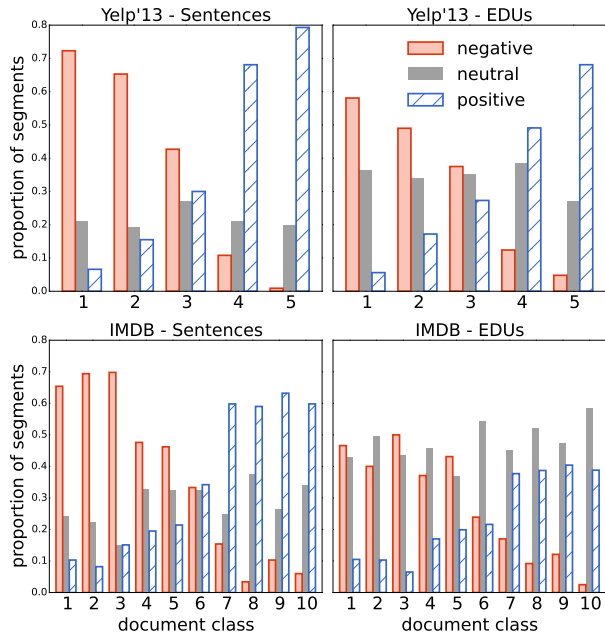 Yelp'13 - Sentences
Yelp'13 - EDUs
proportion of segments
0.8
0.7
0.6
0.5
0.4
0.3
0.2
0.1
0.0
1 2 3 4 5
negative
neutral
positive
1 2 3 4 5
IMDB - Sentences
IMDB - EDUs
proportion of segments
0.8
0.7
0.6
0.5
0.4
0.3
0.2
0.1
0.0
1 2 3 4 5 6 7 8 9 10
document class
1 2 3 4 5 6 7 8 9 10
document class